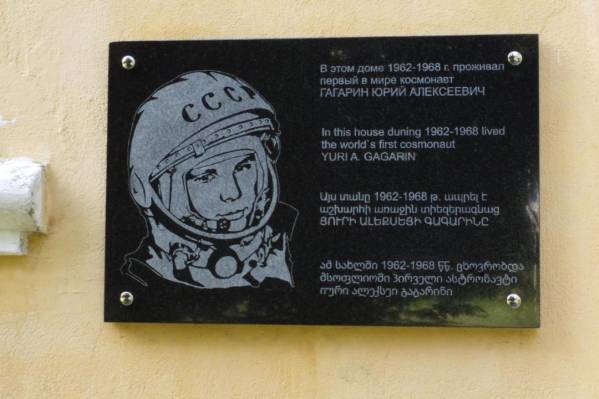 СССР
В этом доме 1962-1968 г. проживал
первый в мире космонавт
ГАГАРИН ЮРИЙ АЛЕКСЕЕВИЧ
In this house duning 1962-1968 lived
the world`s first cosmonaut
YURI A. GAGARIN
Այս տանը 1962-1968 թ. ապրել է
աշխարհի առաջին տիեզերագնաց
ՅՈՒՐԻ ԱԼԵՔՍԵՅԻ ԳԱԳԱՐԻՆԸ
ამ სახლში 1962-1968 წწ. ცხოვრობდა
მსოფლიოში პირველი ასტრონავტი
იური ალექსეი გაგარინი